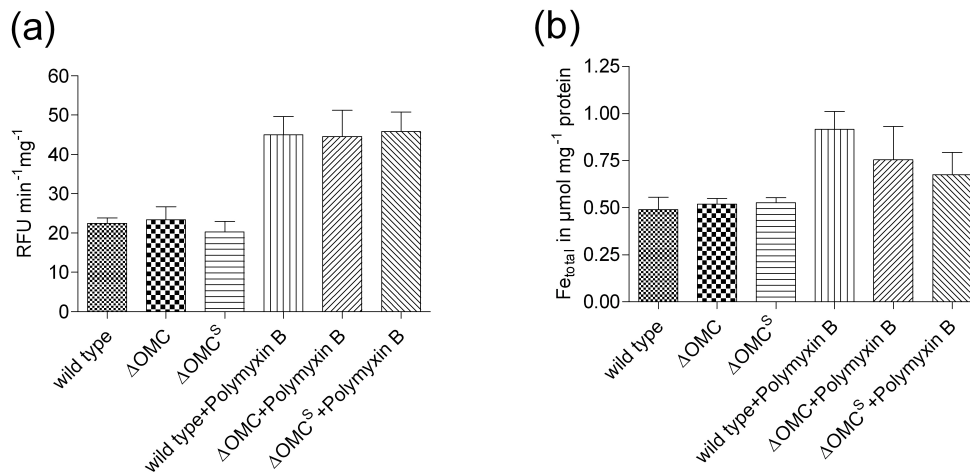 (a)
60
50
40
30
20
10
0
RFU min⁻¹mg⁻¹
wild type
ΔOMC
ΔOMCˢ
wild type+Polymyxin B
ΔOMC+Polymyxin B
ΔOMCˢ+Polymyxin B
(b)
1.25
1.00
0.75
0.50
0.25
0.00
Fe_total in µmol mg⁻¹ protein
wild type
ΔOMC
ΔOMCˢ
wild type+Polymyxin B
ΔOMC+Polymyxin B
ΔOMCˢ+Polymyxin B